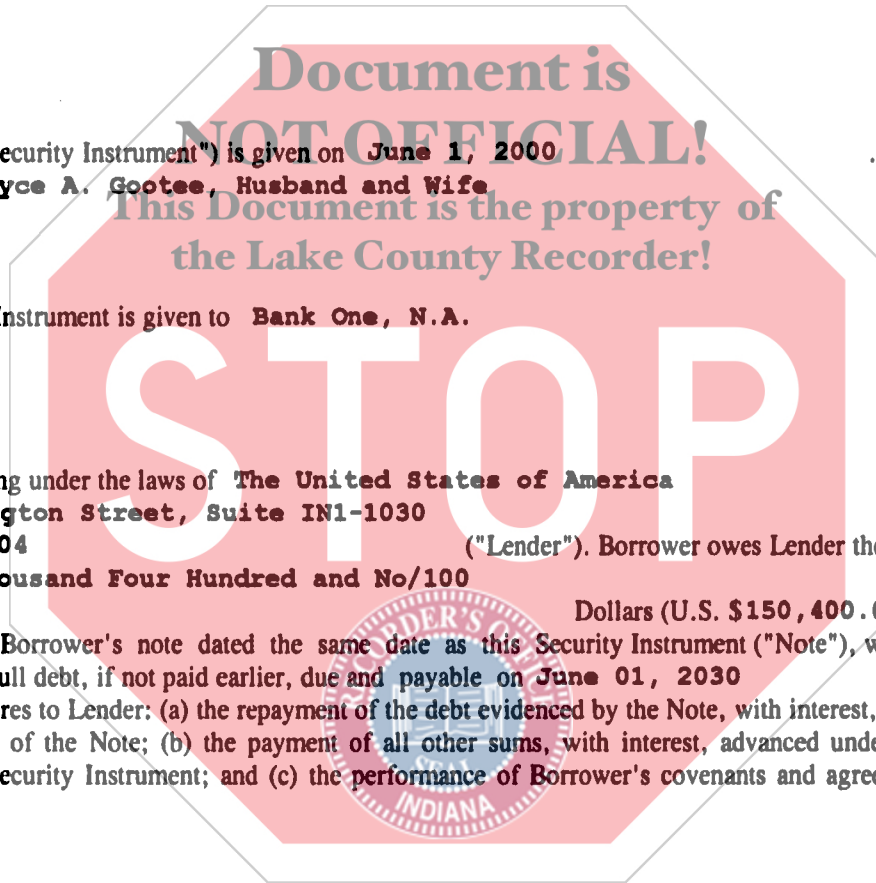 Document is
NOT OFFICIAL!
ecurity Instrument") is given on June 1, 2000
yce A. Gootee, Husband and Wife
This Document is the property of
the Lake County Recorder!
nstrument is given to Bank One, N.A.
STOP
ng under the laws of The United States of America
gton Street, Suite IN1-1030
04 ("Lender"). Borrower owes Lender the
ousand Four Hundred and No/100
Dollars (U.S. $150,400.
Borrower's note dated the same date as this Security Instrument ("Note"), w
ull debt, if not paid earlier, due and payable on June 01, 2030
res to Lender: (a) the repayment of the debt evidenced by the Note, with interest,
of the Note; (b) the payment of all other sums, with interest, advanced unde
ecurity Instrument; and (c) the performance of Borrower's covenants and agree
RECORDER'S OFFICE
SEAL
INDIANA